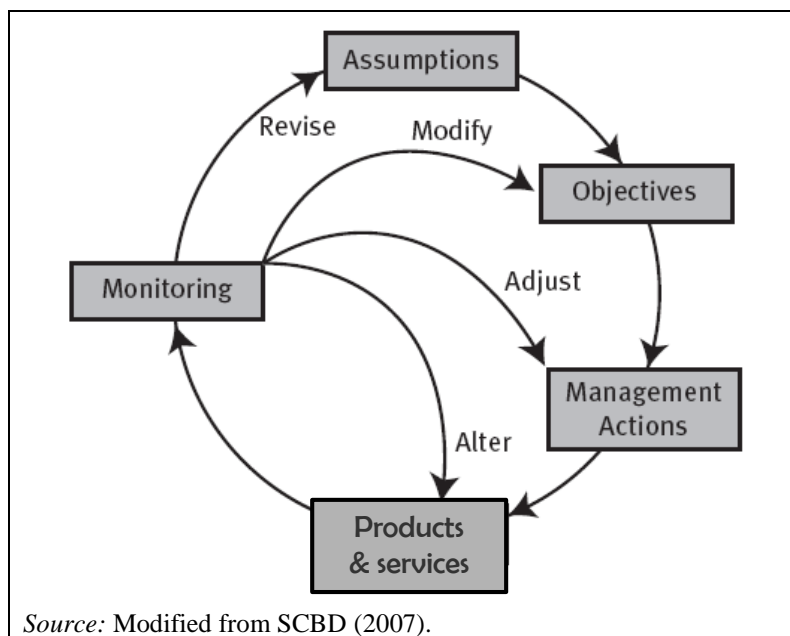 Assumptions
Revise
Modify
Objectives
Monitoring
Adjust
Management
Actions
Alter
Products
& services
Source: Modified from SCBD (2007).